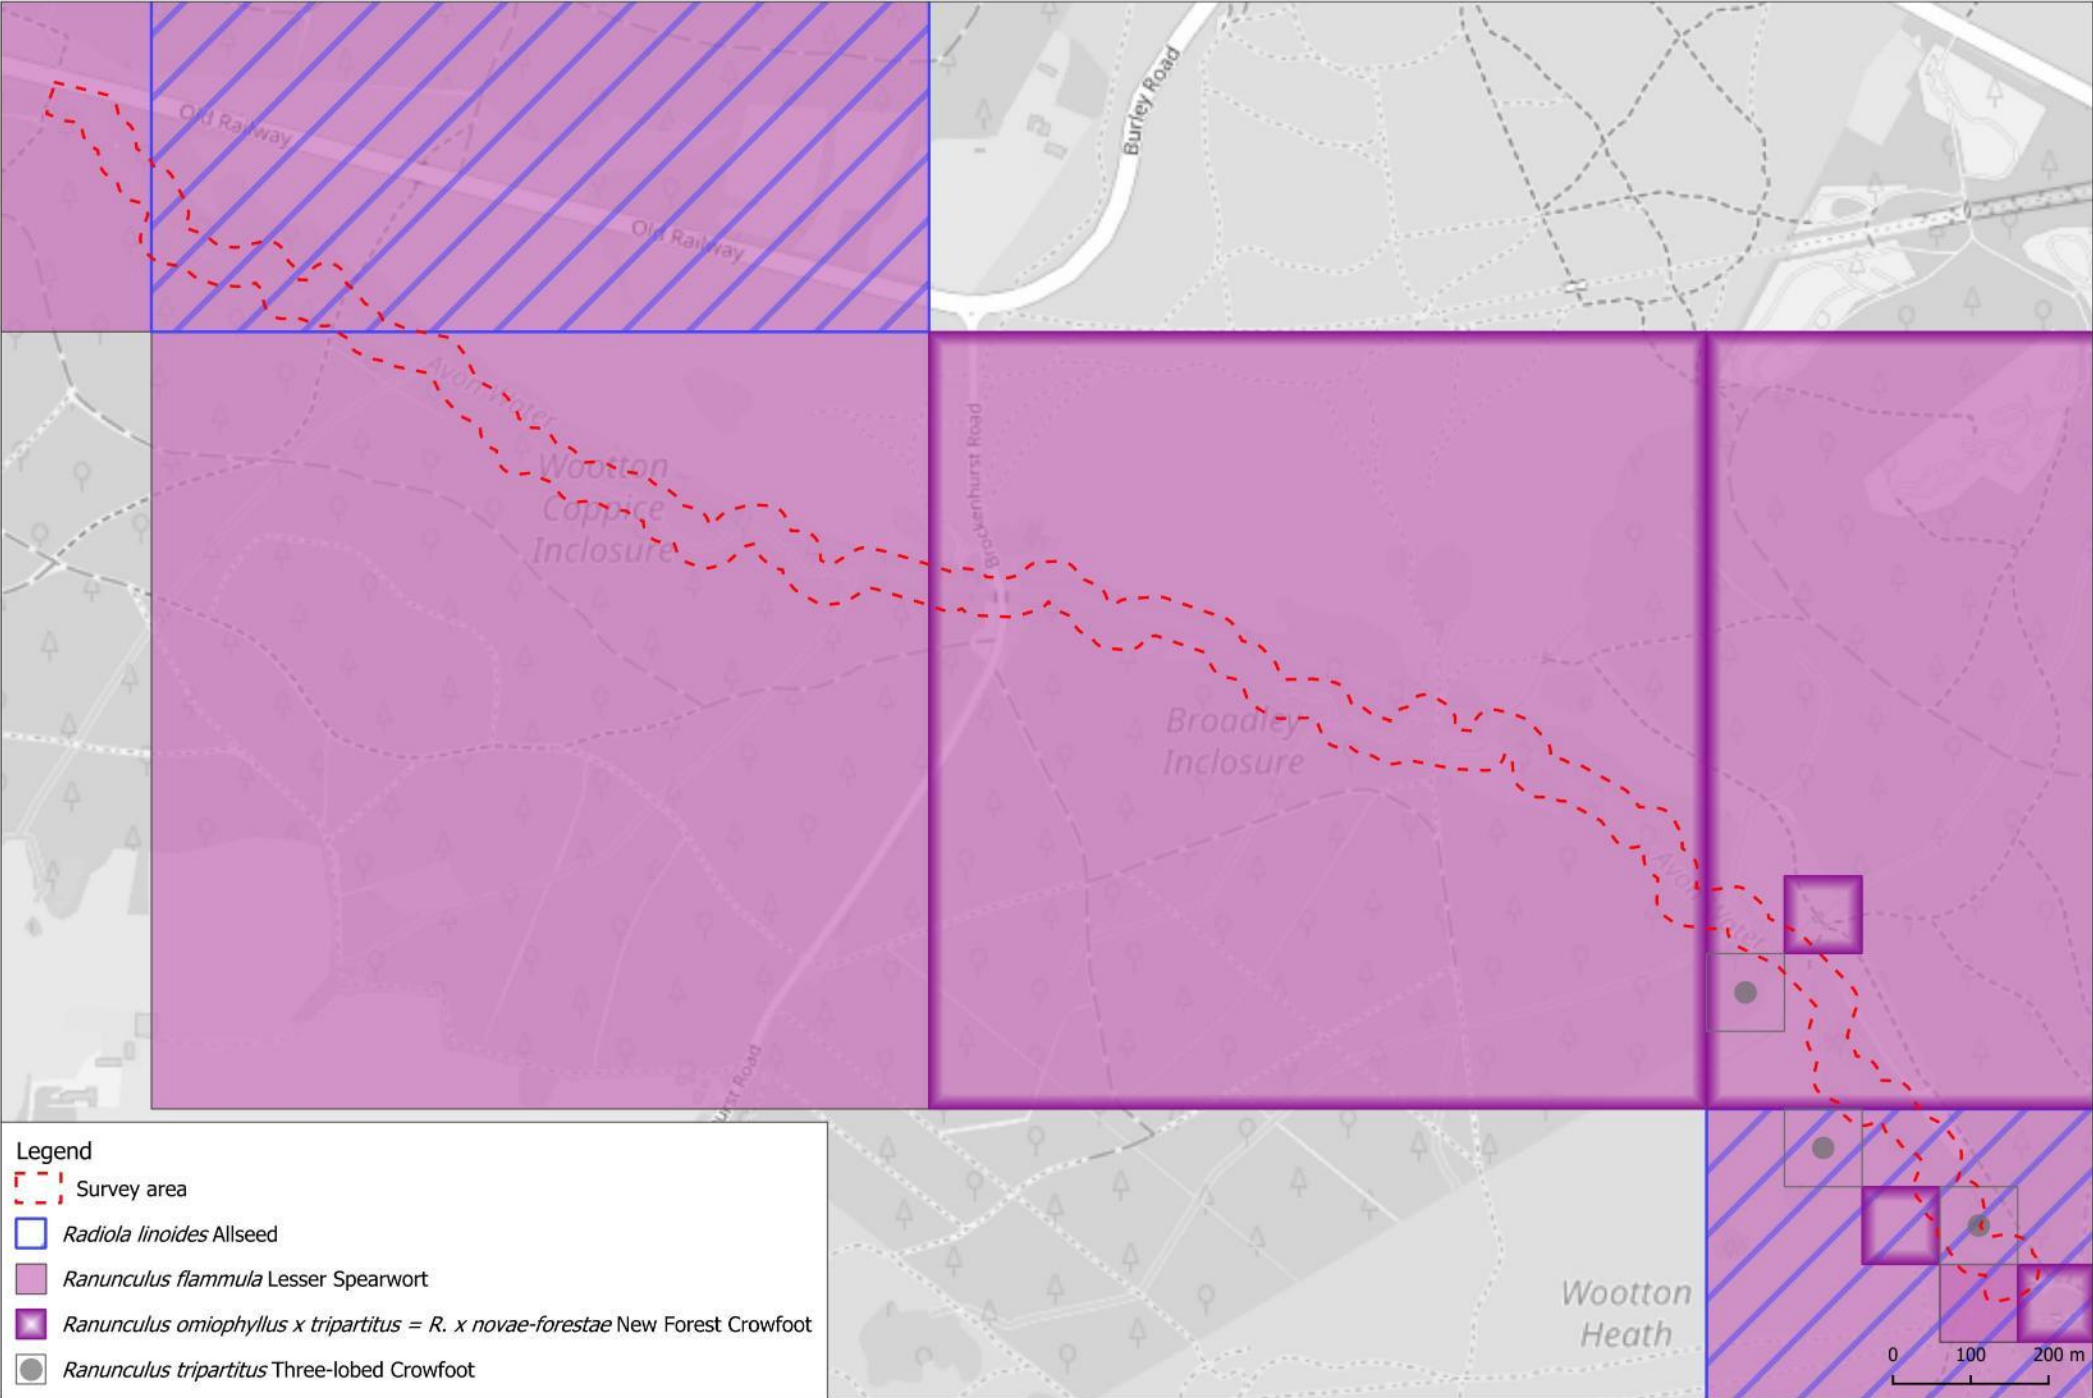 Old Railway
Burley Road
Old Railway
Avon Water
Brockenhurst Road
Wootton
Coppice
Inclosure
Broadley
Inclosure
Avon Water
urst Road
Wootton
Heath
Legend
Survey area
Radiola linoides Allseed
Ranunculus flammula Lesser Spearwort
Ranunculus omiophyllus x tripartitus = R. x novae-forestae New Forest Crowfoot
Ranunculus tripartitus Three-lobed Crowfoot
0 100 200 m